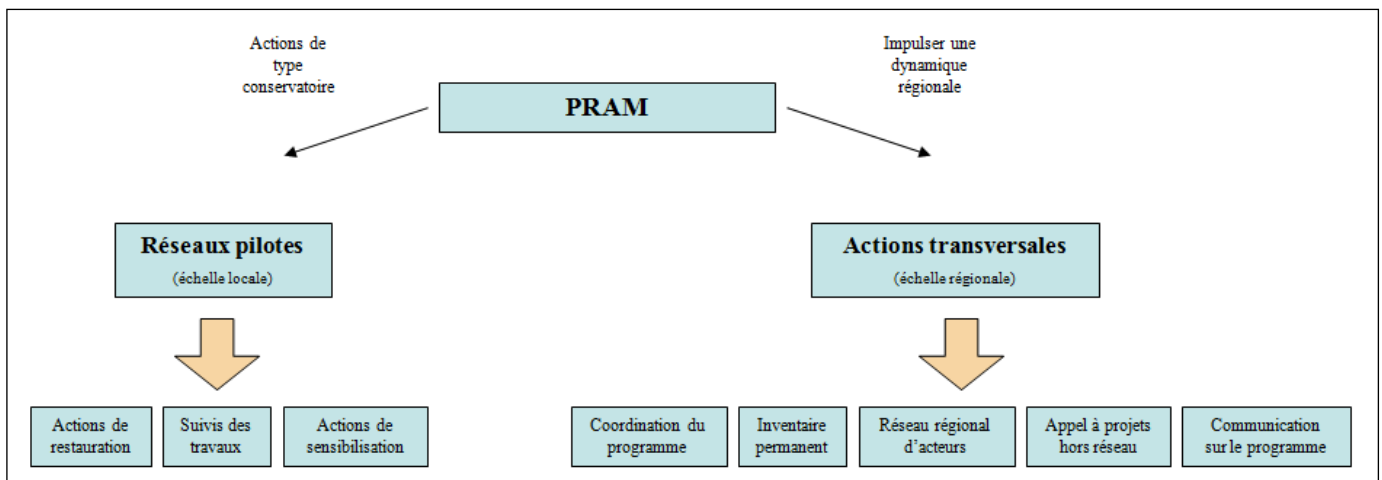 Actions de
type
conservatoire
Impulser une
dynamique
régionale
PRAM
Réseaux pilotes
(échelle locale)
Actions transversales
(échelle régionale)
Actions de
restauration
Suivis des
travaux
Actions de
sensibilisation
Coordination du
programme
Inventaire
permanent
Réseau régional
d'acteurs
Appel à projets
hors réseau
Communication
sur le programme